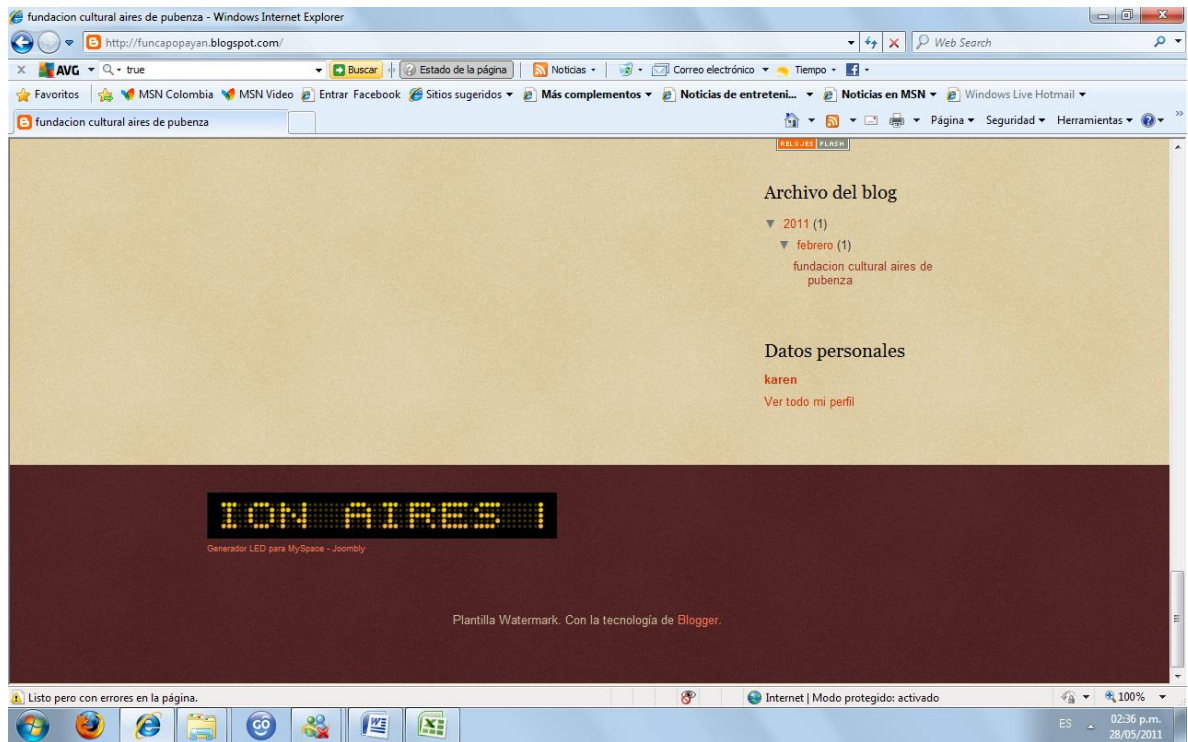 fundacion cultural aires de pubenza - Windows Internet Explorer
http://funcapopayan.blogspot.com/
Web Search
x AVG true Buscar Estado de la página Noticias Correo electrónico Tiempo
Favoritos MSN Colombia MSN Video Entrar Facebook Sitios sugeridos Más complementos Noticias de entreteni... Noticias en MSN Windows Live Hotmail
fundacion cultural aires de pubenza
Página Seguridad Herramientas
RELOJES FLASH
Archivo del blog
▼ 2011 (1)
▼ febrero (1)
fundacion cultural aires de
pubenza
Datos personales
karen
Ver todo mi perfil
ION AIRES
Generador LED para MySpace - Joombly
Plantilla Watermark. Con la tecnología de Blogger.
Listo pero con errores en la página.
Internet | Modo protegido: activado
100%
ES
02:36 p.m.
28/05/2011